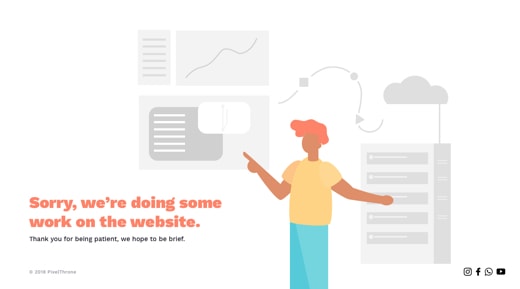 Sorry, we're doing some
work on the website.
Thank you for being patient, we hope to be brief.
© 2018 PixelThrone